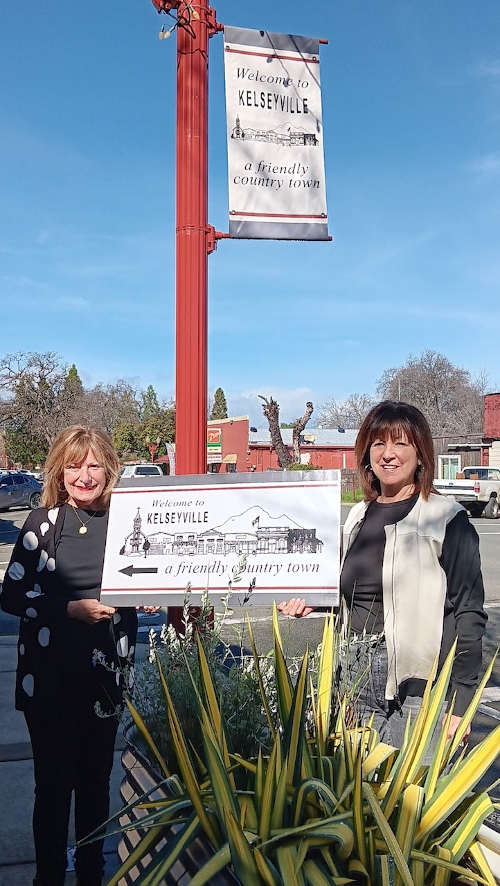 Welcome to
KELSEYVILLE
a friendly
country town
Welcome to
KELSEYVILLE
a friendly country town